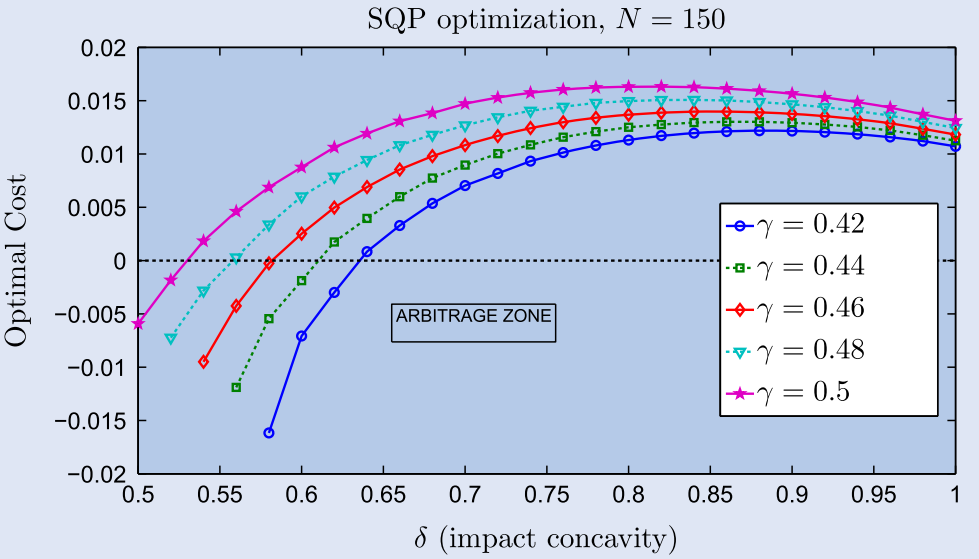 SQP optimization, N = 150
0.02
0.015
0.01
0.005
0
−0.005
−0.01
−0.015
−0.02
Optimal Cost
ARBITRAGE ZONE
γ = 0.42
γ = 0.44
γ = 0.46
γ = 0.48
γ = 0.5
0.5 0.55 0.6 0.65 0.7 0.75 0.8 0.85 0.9 0.95 1
δ (impact concavity)